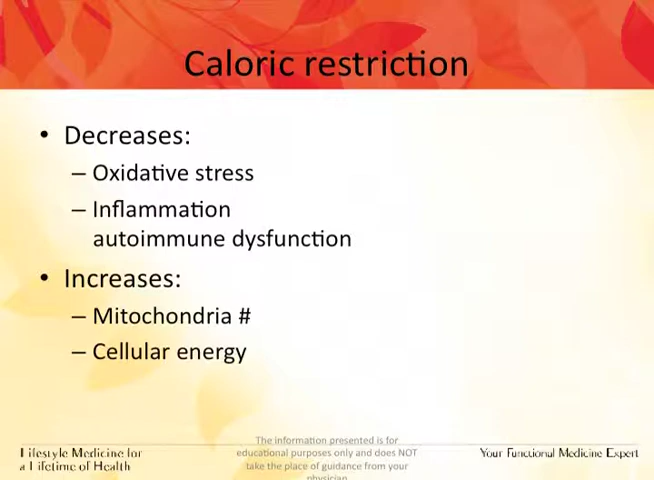 Caloric restriction
• Decreases:
– Oxidative stress
– Inflammation
autoimmune dysfunction
• Increases:
– Mitochondria #
– Cellular energy
Lifestyle Medicine for
a Lifetime of Health
The information presented is for
educational purposes only and does NOT
take the place of guidance from your
physician
Your Functional Medicine Expert